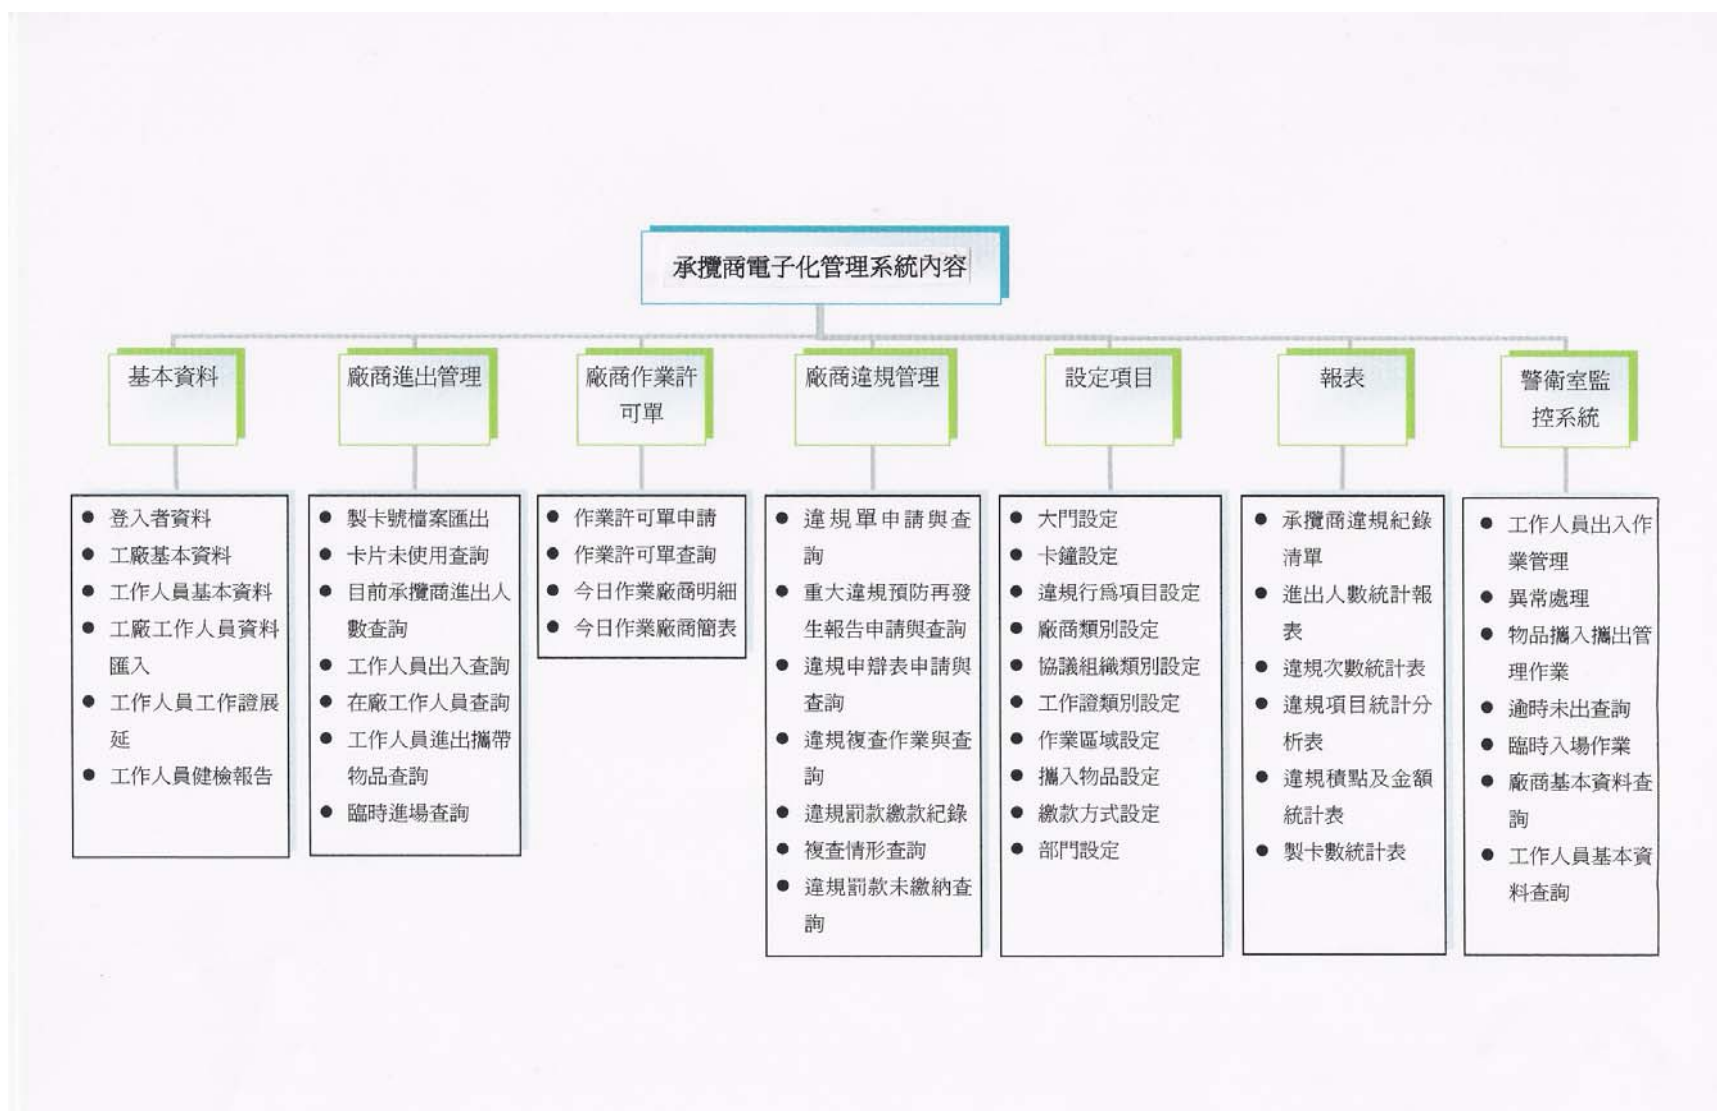 承攬商電子化管理系統內容
基本資料
● 登入者資料
● 工廠基本資料
● 工作人員基本資料
● 工廠工作人員資料
匯入
● 工作人員工作證展
延
● 工作人員健檢報告
廠商進出管理
● 製卡號檔案匯出
● 卡片未使用查詢
● 目前承攬商進出人
數查詢
● 工作人員出入查詢
● 在廠工作人員查詢
● 工作人員進出攜帶
物品查詢
● 臨時進場查詢
廠商作業許
可單
● 作業許可單申請
● 作業許可單查詢
● 今日作業廠商明細
● 今日作業廠商簡表
廠商違規管理
● 違規單申請與查
詢
● 重大違規預防再發
生報告申請與查詢
● 違規申辯表申請與
查詢
● 違規複查作業與查
詢
● 違規罰款繳款紀錄
● 複查情形查詢
● 違規罰款未繳納查
詢
設定項目
● 大門設定
● 卡鐘設定
● 違規行為項目設定
● 廠商類別設定
● 協議組織類別設定
● 工作證類別設定
● 作業區域設定
● 攜入物品設定
● 繳款方式設定
● 部門設定
報表
● 承攬商違規紀錄
清單
● 進出人數統計報
表
● 違規次數統計表
● 違規項目統計分
析表
● 違規積點及金額
統計表
● 製卡數統計表
警衛室監
控系統
● 工作人員出入作
業管理
● 異常處理
● 物品攜入攜出管
理作業
● 逾時未出查詢
● 臨時入場作業
● 廠商基本資料查
詢
● 工作人員基本資
料查詢